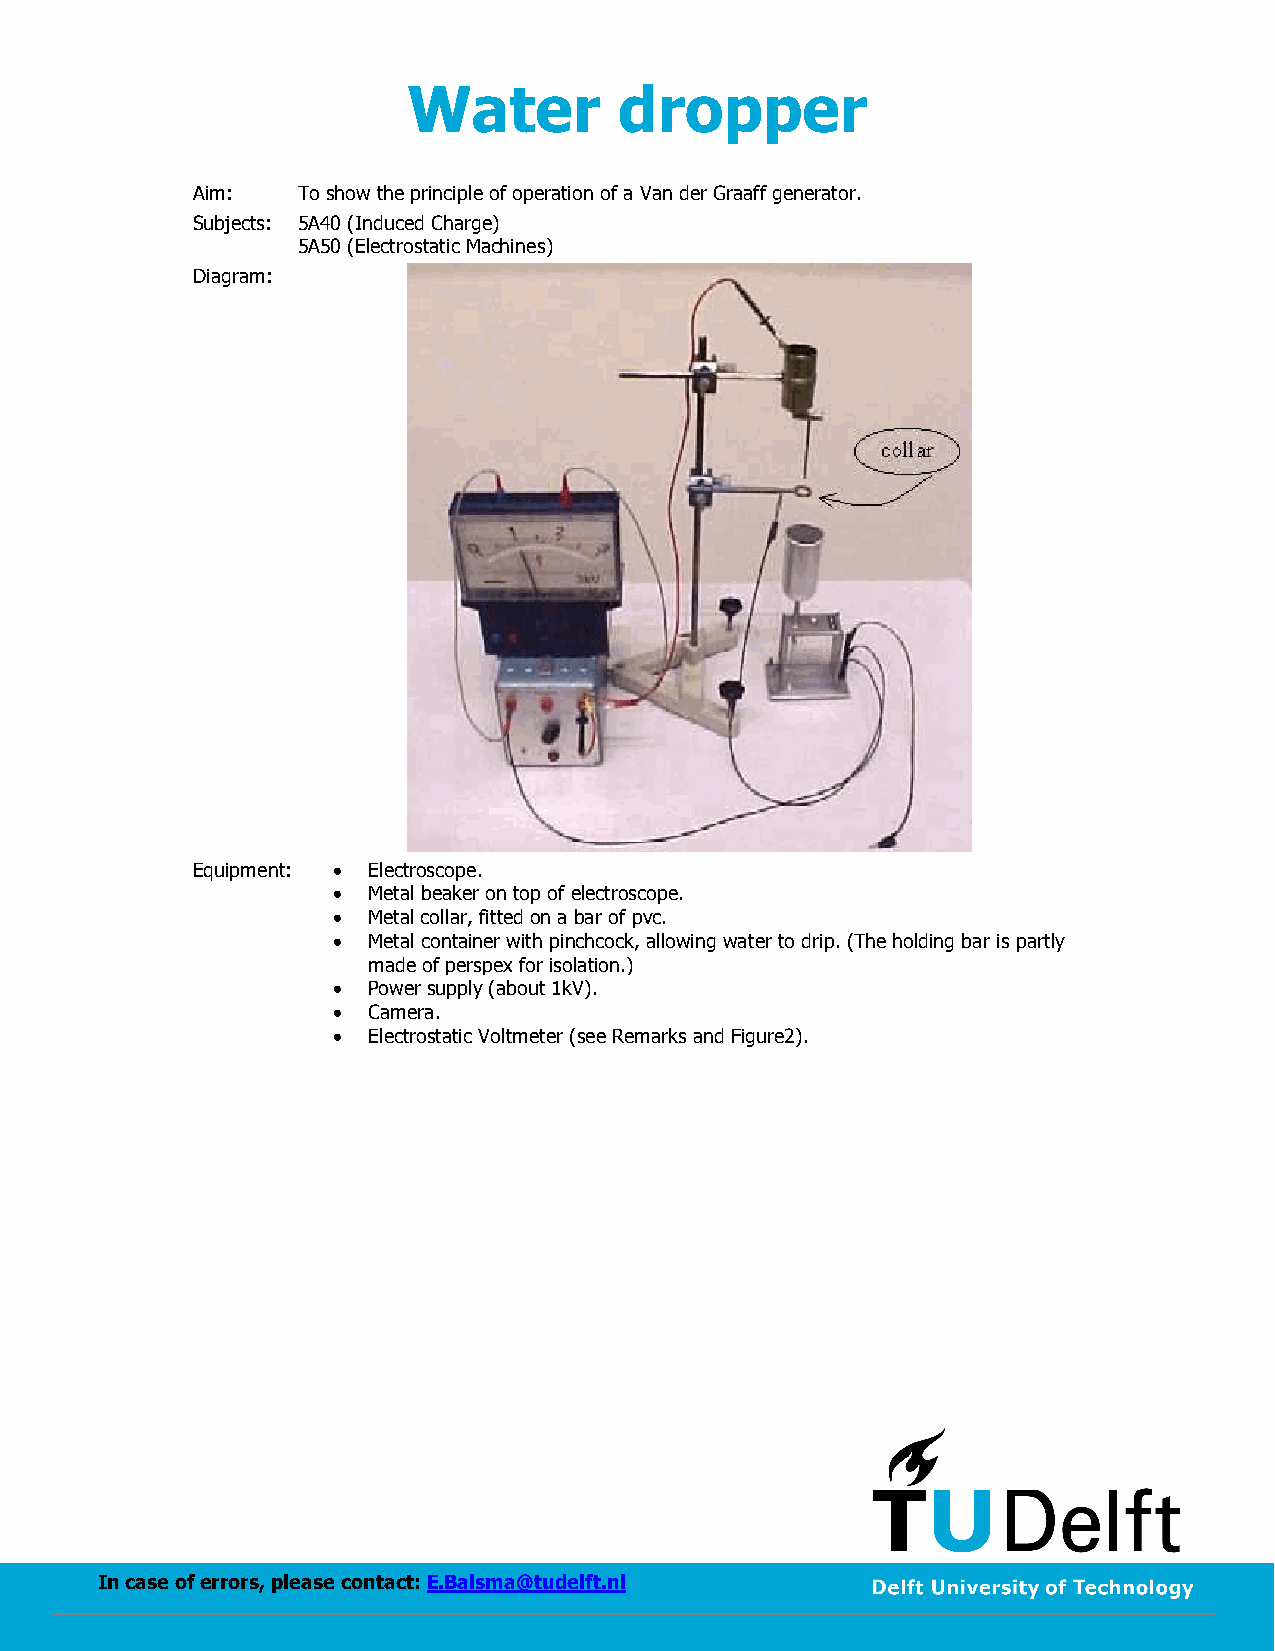 Water dropper
Aim: To show the principle of operation of a Van der Graaff generator.
Subjects: 5A40 (Induced Charge)
5A50 (Electrostatic Machines)
Diagram:
collar
Equipment: • Electroscope.
• Metal beaker on top of electroscope.
• Metal collar, fitted on a bar of pvc.
• Metal container with pinchcock, allowing water to drip. (The holding bar is partly
made of perspex for isolation.)
• Power supply (about 1kV).
• Camera.
• Electrostatic Voltmeter (see Remarks and Figure2).
TUDelft
In case of errors, please contact: E.Balsma@tudelft.nl
Delft University of Technology